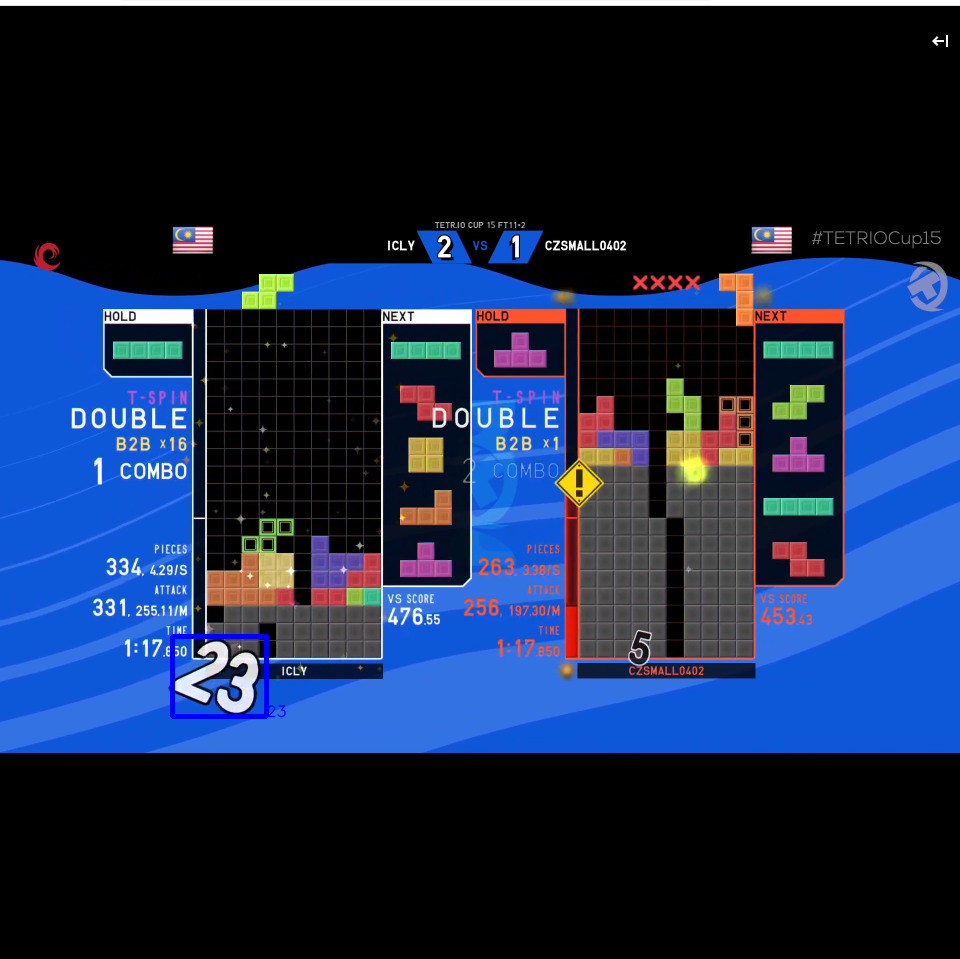 TETR.IO CUP 15 FT11-2
ICLY 2 VS 1 CZSMALL0402
#TETRIOCup15
HOLD
NEXT
T-SPIN
DOUBLE
B2B ×16
1 COMBO
PIECES
334, 4.29/S
ATTACK
331, 255.11/M
TIME
1:17.850
VS SCORE
476.55
23
23
ICLY
HOLD
NEXT
T-SPIN
DOUBLE
B2B ×1
2 COMBO
!
PIECES
263, 3.38/S
ATTACK
256, 197.30/M
TIME
1:17.850
VS SCORE
453.43
5
CZSMALL0402